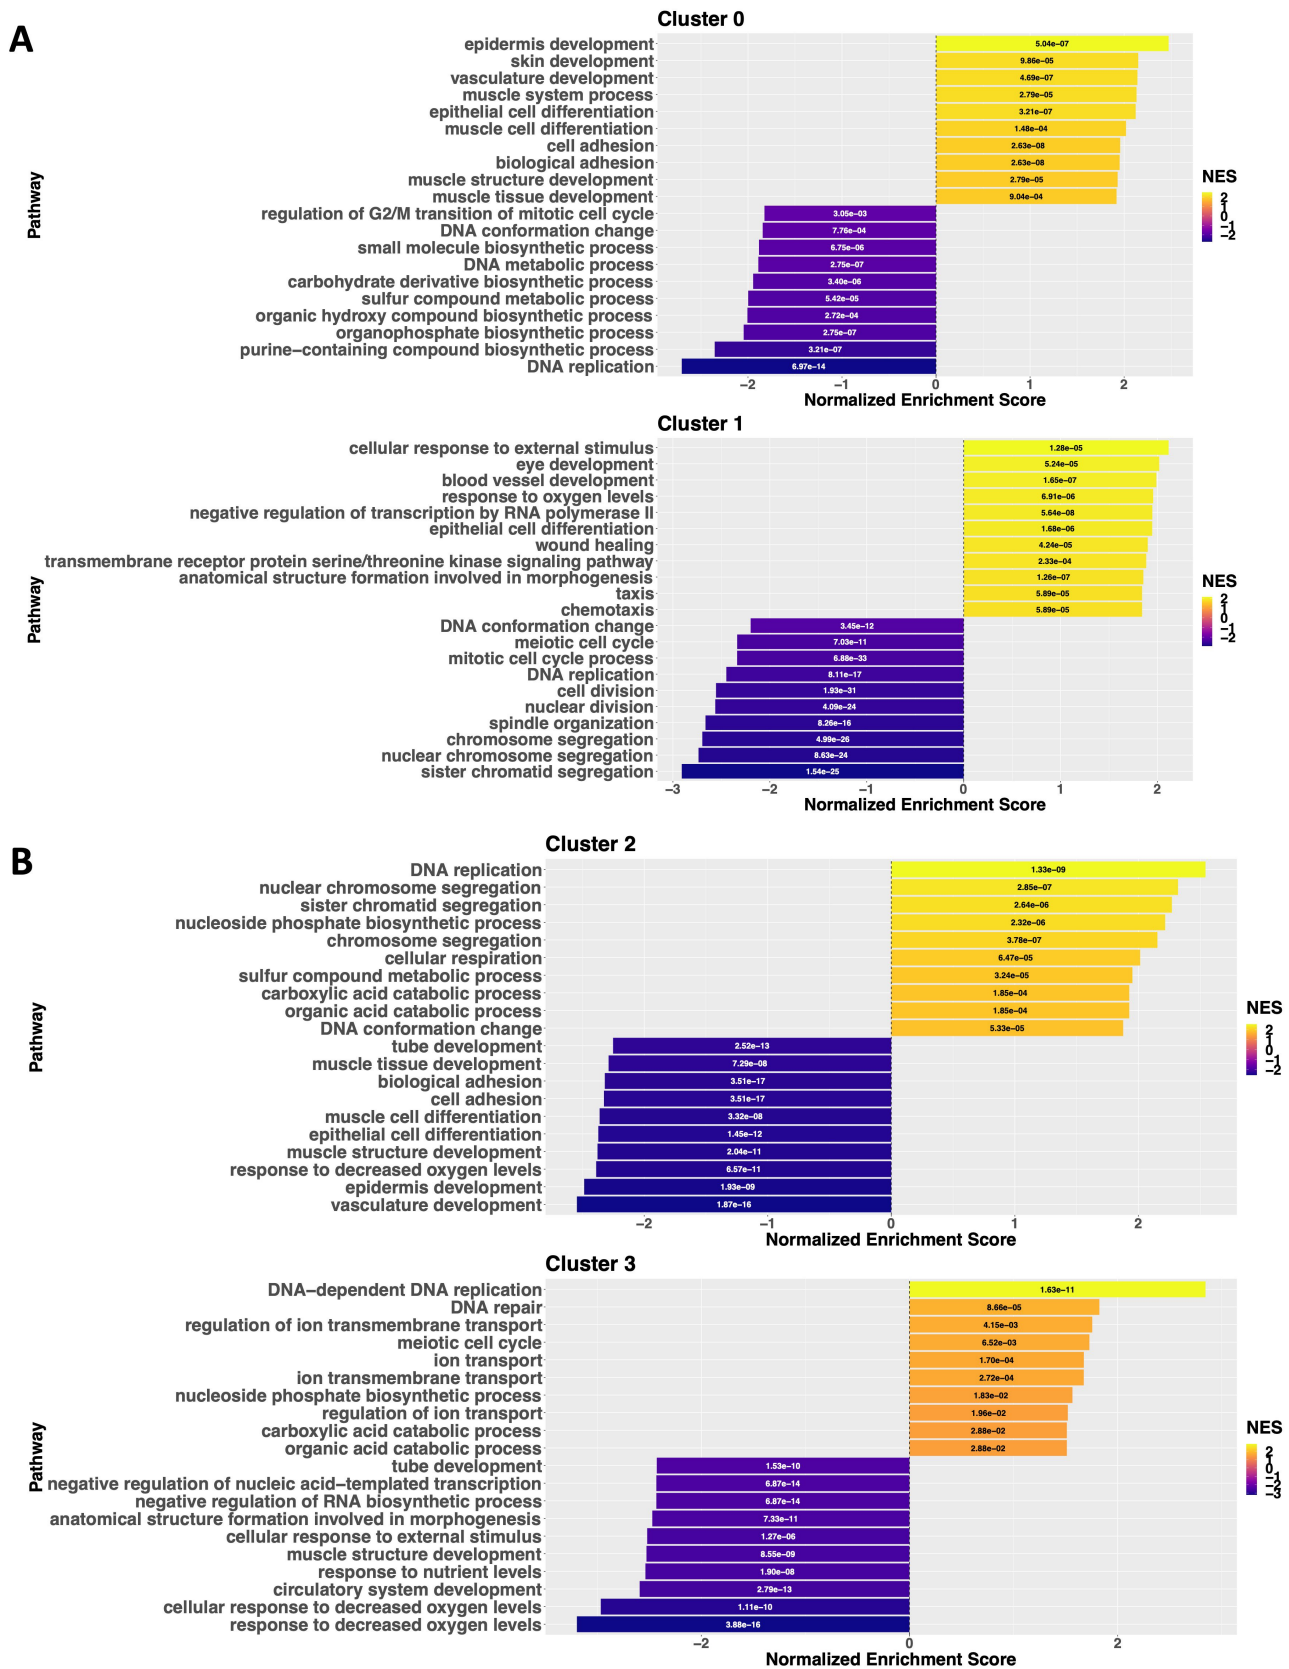 A
Cluster 0
Pathway
epidermis development 5.04e−07
skin development 9.86e−05
vasculature development 4.69e−07
muscle system process 2.79e−05
epithelial cell differentiation 3.21e−07
muscle cell differentiation 1.48e−04
cell adhesion 2.63e−08
biological adhesion 2.63e−08
muscle structure development 2.79e−05
muscle tissue development 9.04e−04
regulation of G2/M transition of mitotic cell cycle 3.05e−03
DNA conformation change 7.76e−04
small molecule biosynthetic process 6.75e−06
DNA metabolic process 2.75e−07
carbohydrate derivative biosynthetic process 3.40e−06
sulfur compound metabolic process 5.42e−05
organic hydroxy compound biosynthetic process 2.72e−04
organophosphate biosynthetic process 2.75e−07
purine−containing compound biosynthetic process 3.21e−07
DNA replication 6.97e−14
−2 −1 0 1 2
Normalized Enrichment Score
NES
2
1
0
−1
−2
Cluster 1
Pathway
cellular response to external stimulus 1.28e−05
eye development 5.24e−05
blood vessel development 1.65e−07
response to oxygen levels 6.91e−06
negative regulation of transcription by RNA polymerase II 5.64e−08
epithelial cell differentiation 1.68e−06
wound healing 4.24e−05
transmembrane receptor protein serine/threonine kinase signaling pathway 2.33e−04
anatomical structure formation involved in morphogenesis 1.26e−07
taxis 5.89e−05
chemotaxis 5.89e−05
DNA conformation change 3.45e−12
meiotic cell cycle 7.03e−11
mitotic cell cycle process 6.88e−33
DNA replication 8.11e−17
cell division 1.93e−31
nuclear division 4.09e−24
spindle organization 8.26e−16
chromosome segregation 4.99e−26
nuclear chromosome segregation 8.63e−24
sister chromatid segregation 1.54e−25
−3 −2 −1 0 1 2
Normalized Enrichment Score
NES
2
1
0
−1
−2
B
Cluster 2
Pathway
DNA replication 1.33e−09
nuclear chromosome segregation 2.85e−07
sister chromatid segregation 2.64e−06
nucleoside phosphate biosynthetic process 2.32e−06
chromosome segregation 3.78e−07
cellular respiration 6.47e−05
sulfur compound metabolic process 3.24e−05
carboxylic acid catabolic process 1.85e−04
organic acid catabolic process 1.85e−04
DNA conformation change 5.33e−05
tube development 2.52e−13
muscle tissue development 7.29e−08
biological adhesion 3.51e−17
cell adhesion 3.51e−17
muscle cell differentiation 3.32e−08
epithelial cell differentiation 1.45e−12
muscle structure development 2.04e−11
response to decreased oxygen levels 6.57e−11
epidermis development 1.93e−09
vasculature development 1.87e−16
−2 −1 0 1 2
Normalized Enrichment Score
NES
2
1
0
−1
−2
Cluster 3
Pathway
DNA−dependent DNA replication 1.63e−11
DNA repair 8.66e−05
regulation of ion transmembrane transport 4.15e−03
meiotic cell cycle 6.52e−03
ion transport 1.70e−04
ion transmembrane transport 2.72e−04
nucleoside phosphate biosynthetic process 1.83e−02
regulation of ion transport 1.96e−02
carboxylic acid catabolic process 2.88e−02
organic acid catabolic process 2.88e−02
tube development 1.53e−10
negative regulation of nucleic acid−templated transcription 6.87e−14
negative regulation of RNA biosynthetic process 6.87e−14
anatomical structure formation involved in morphogenesis 7.33e−11
cellular response to external stimulus 1.27e−06
muscle structure development 8.55e−09
response to nutrient levels 1.90e−08
circulatory system development 2.79e−13
cellular response to decreased oxygen levels 1.11e−10
response to decreased oxygen levels 3.88e−16
−2 0 2
Normalized Enrichment Score
NES
2
1
0
−1
−2
−3